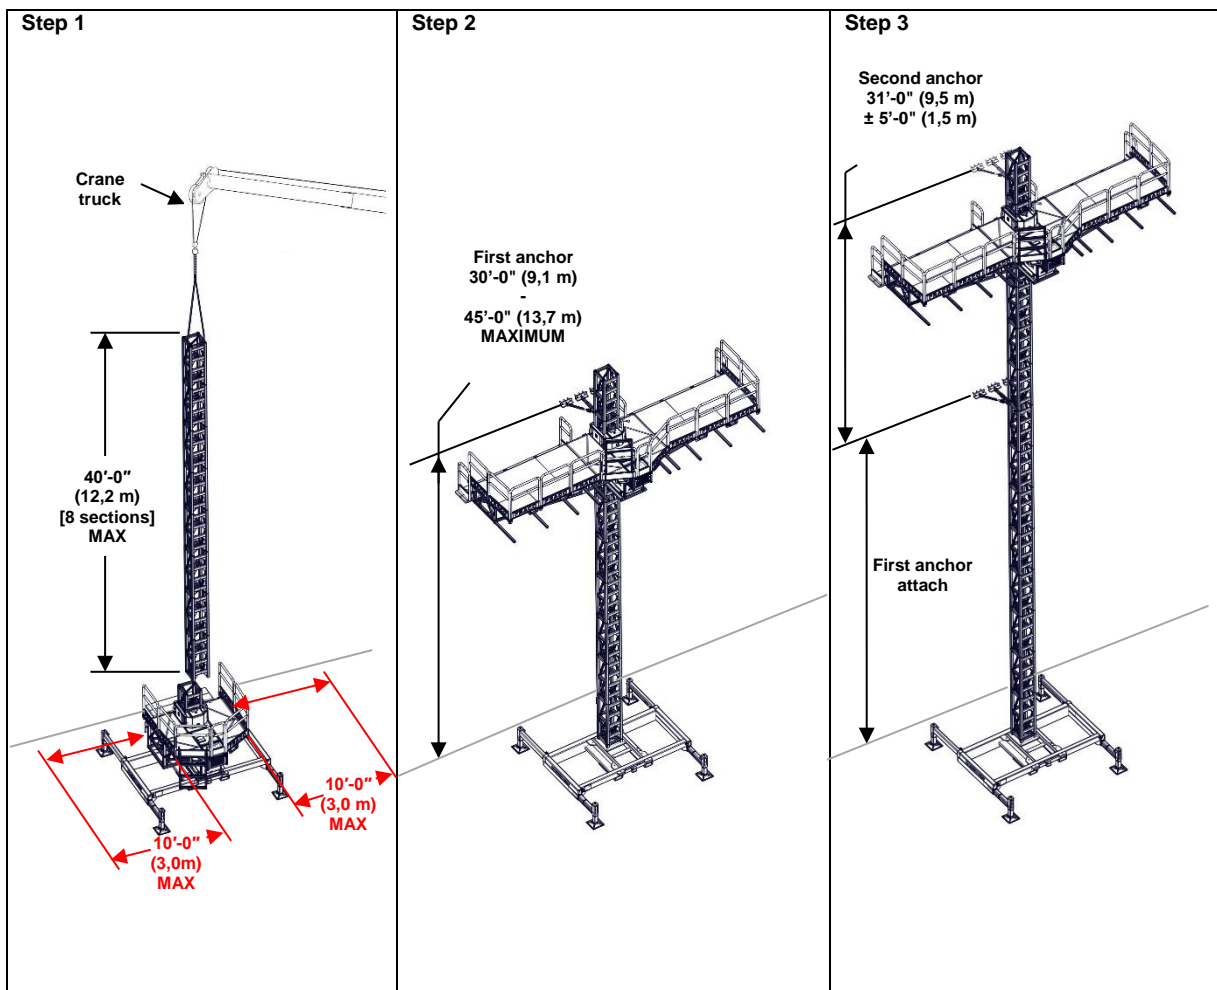 Step 1
Crane
truck
40′-0″
(12,2 m)
[8 sections]
MAX
10′-0″
(3,0 m)
MAX
10′-0″
(3,0m)
MAX
Step 2
First anchor
30’-0" (9,1 m)
-
45’-0" (13,7 m)
MAXIMUM
Step 3
Second anchor
31’-0" (9,5 m)
± 5’-0" (1,5 m)
First anchor
attach